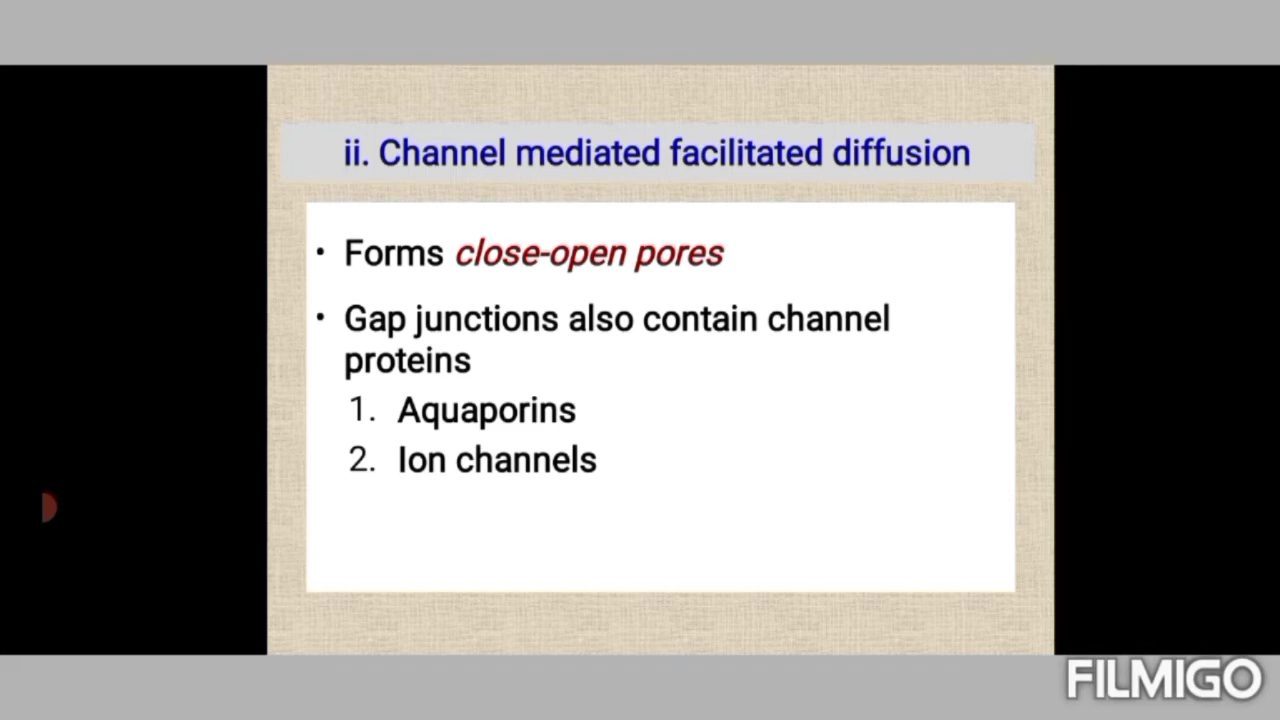 ii. Channel mediated facilitated diffusion
• Forms close-open pores
• Gap junctions also contain channel
proteins
1. Aquaporins
2. Ion channels
FILMIGO